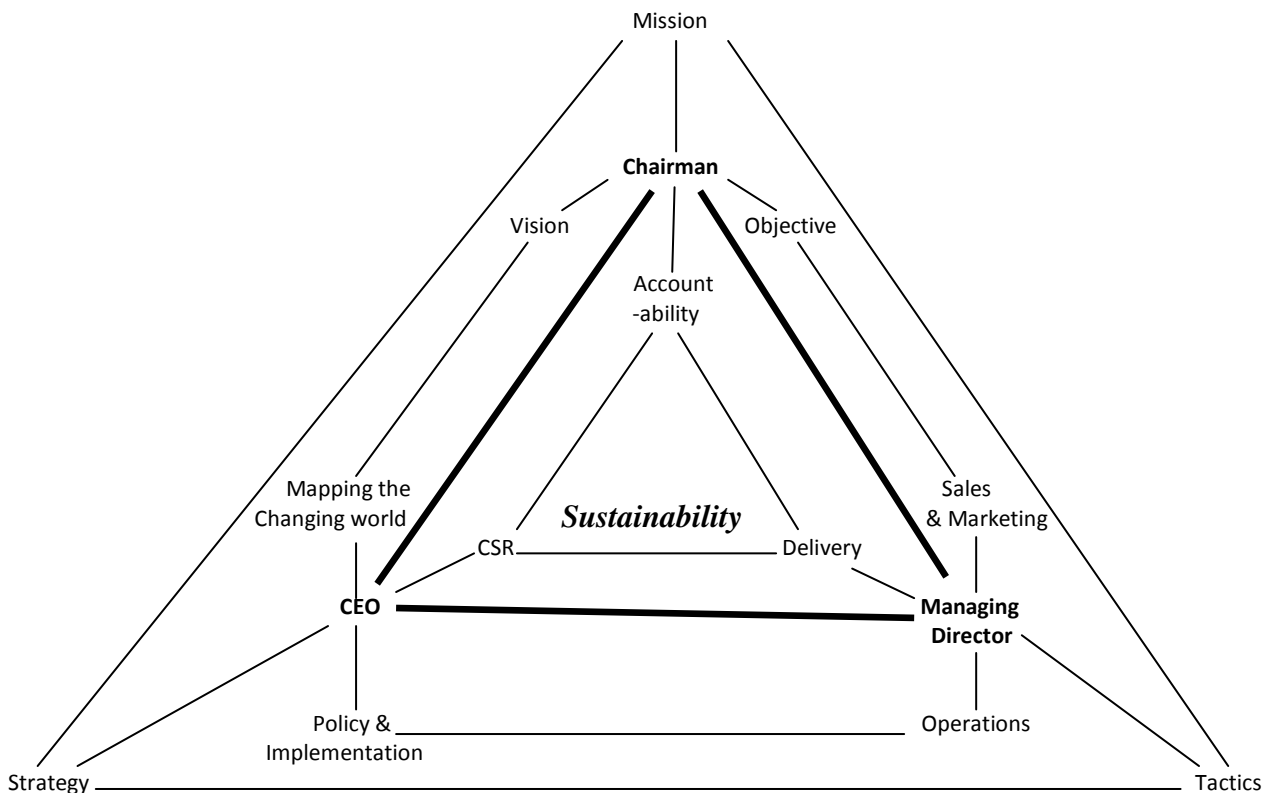 Mission
Chairman
Vision
Objective
Account
-ability
Mapping the
Changing world
Sales
& Marketing
Sustainability
CSR
Delivery
CEO
Managing
Director
Policy &
Implementation
Operations
Strategy
Tactics